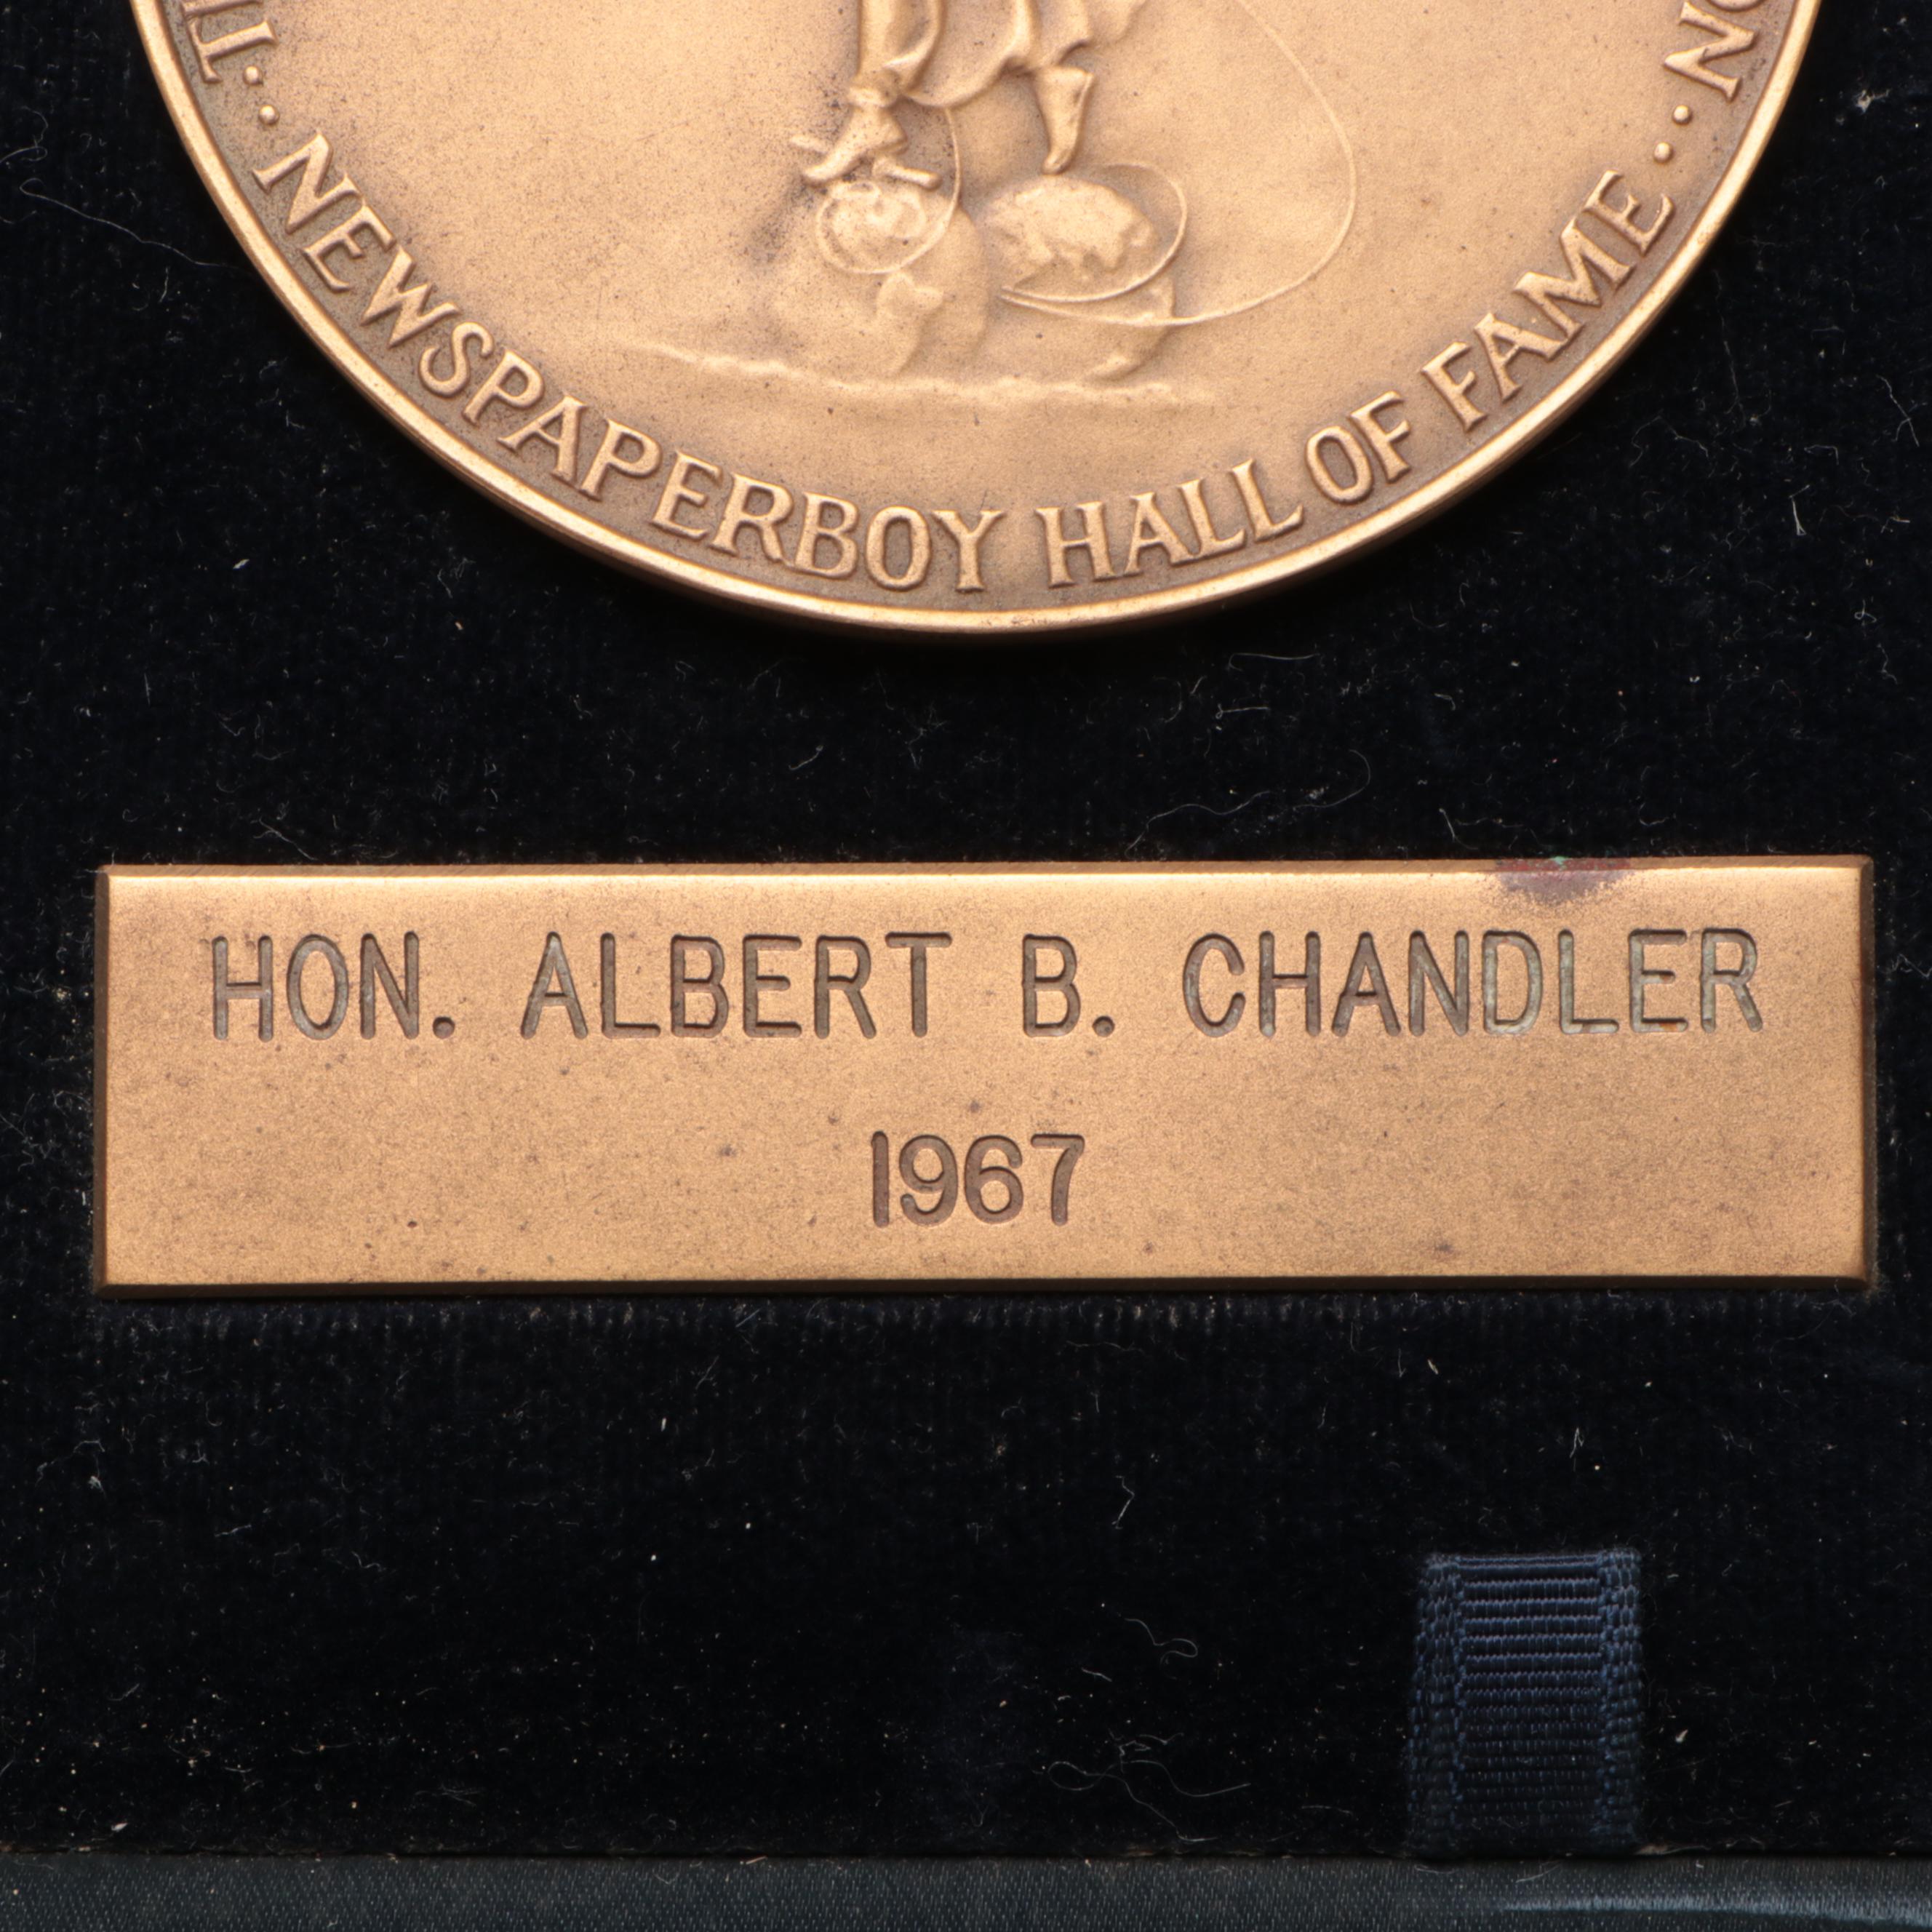 NEWSPAPERBOY HALL OF FAME
HON. ALBERT B. CHANDLER
1967